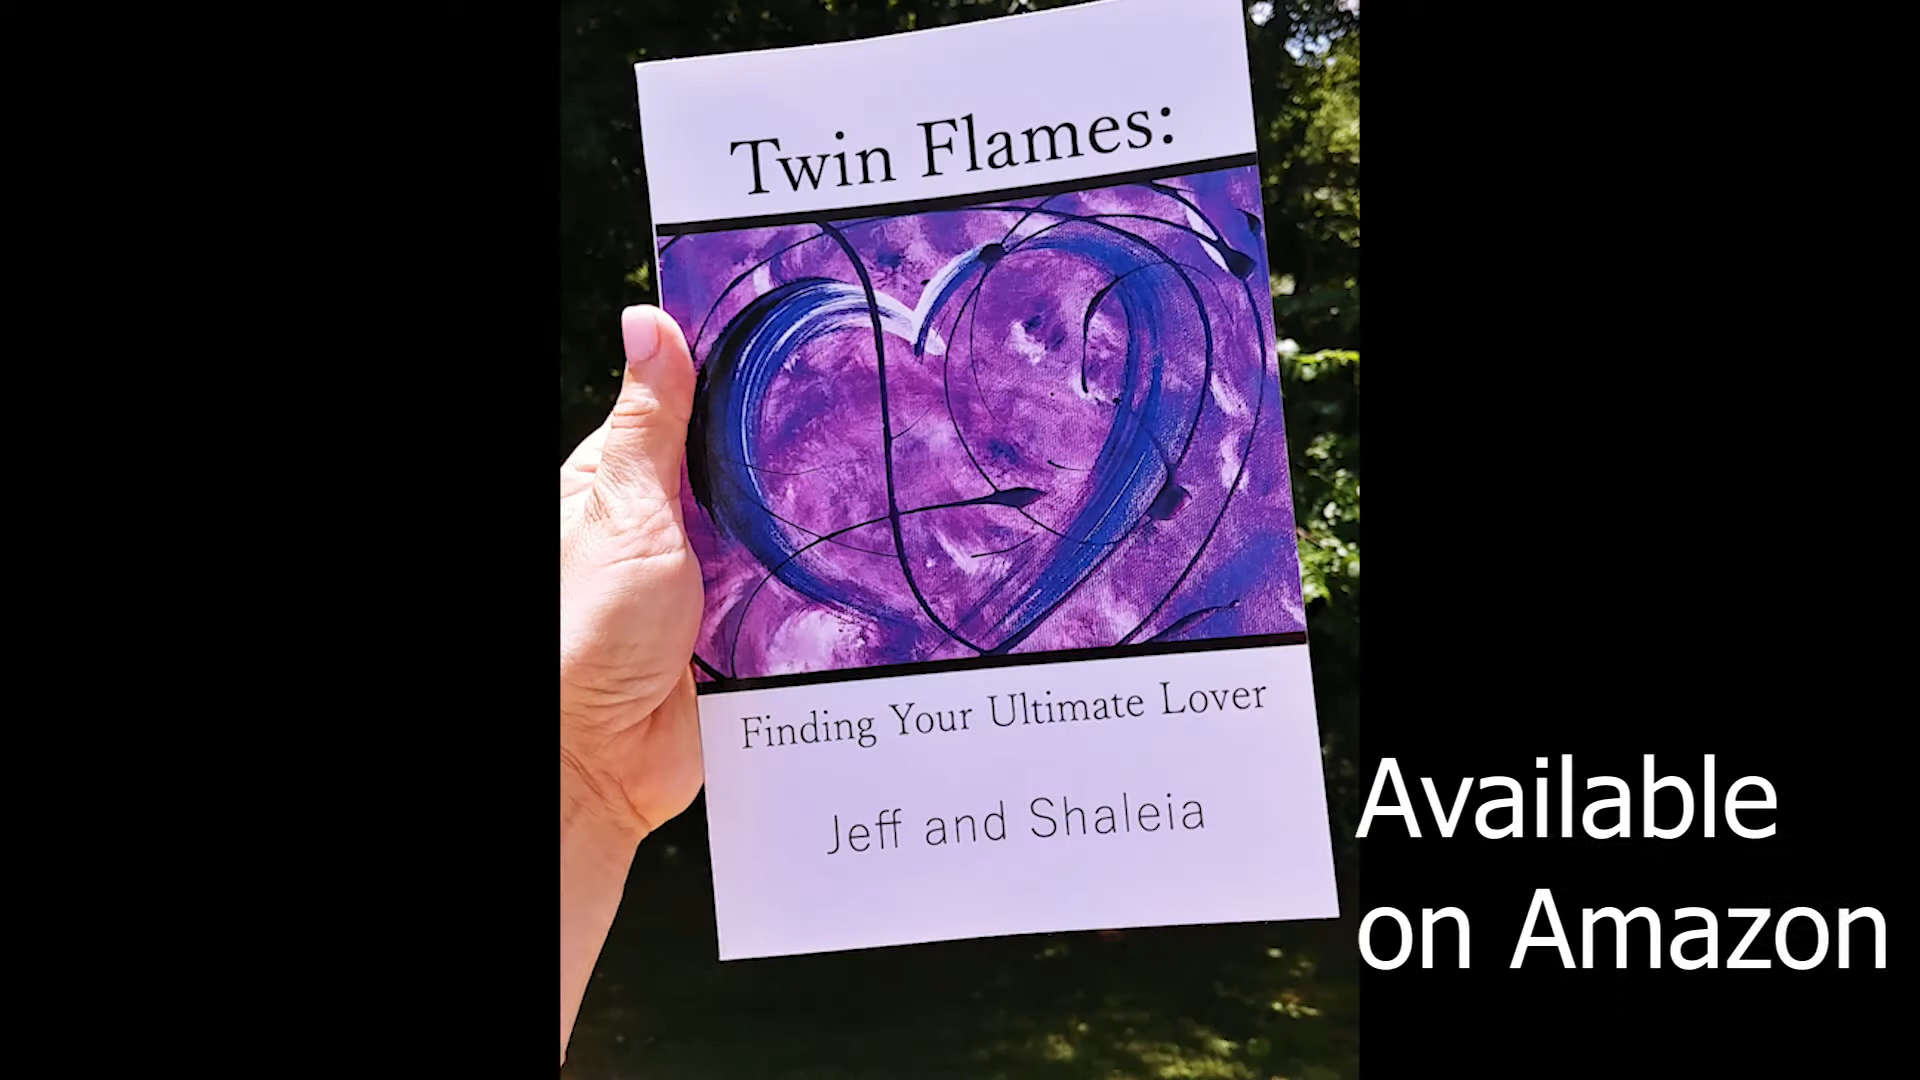 Twin Flames:
Finding Your Ultimate Lover
Jeff and Shaleia
Available
on Amazon